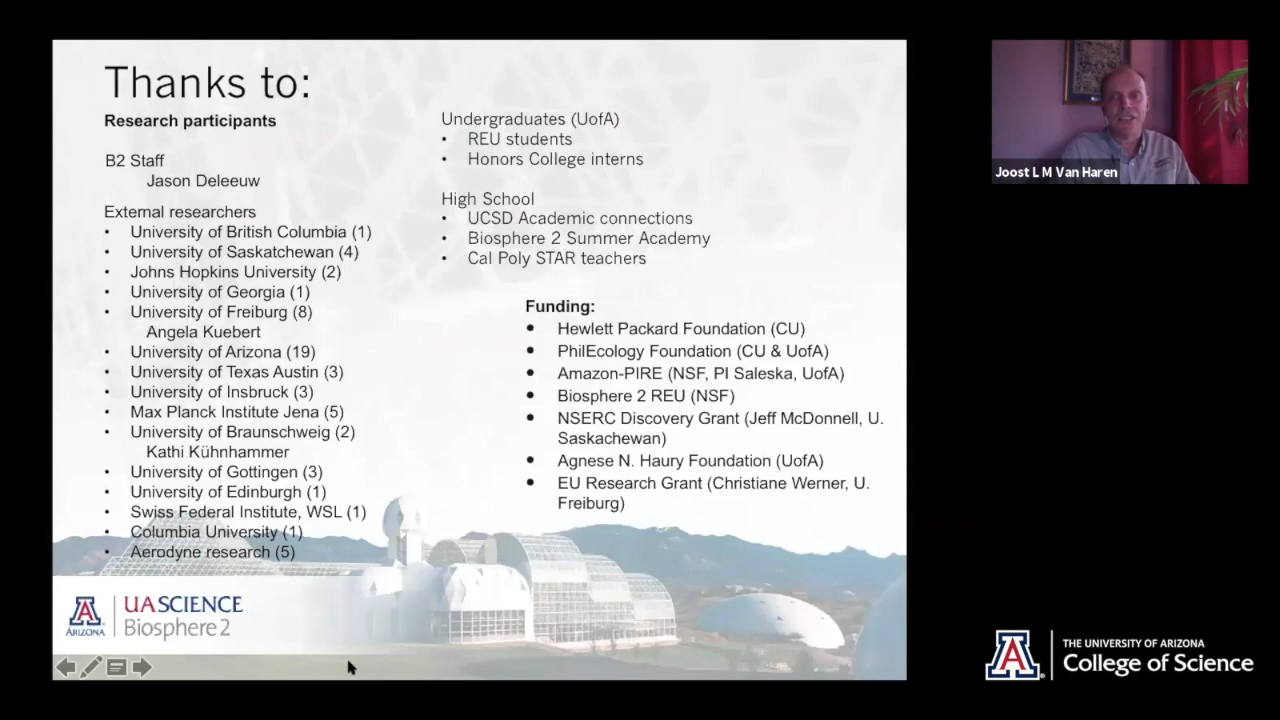 Thanks to:
Research participants
B2 Staff
Jason Deleeuw
External researchers
• University of British Columbia (1)
• University of Saskatchewan (4)
• Johns Hopkins University (2)
• University of Georgia (1)
• University of Freiburg (8)
Angela Kuebert
• University of Arizona (19)
• University of Texas Austin (3)
• University of Insbruck (3)
• Max Planck Institute Jena (5)
• University of Braunschweig (2)
Kathi Kühnhammer
• University of Gottingen (3)
• University of Edinburgh (1)
• Swiss Federal Institute, WSL (1)
• Columbia University (1)
• Aerodyne research (5)
Undergraduates (UofA)
• REU students
• Honors College interns
High School
• UCSD Academic connections
• Biosphere 2 Summer Academy
• Cal Poly STAR teachers
Funding:
• Hewlett Packard Foundation (CU)
• PhilEcology Foundation (CU & UofA)
• Amazon-PIRE (NSF, PI Saleska, UofA)
• Biosphere 2 REU (NSF)
• NSERC Discovery Grant (Jeff McDonnell, U.
Saskachewan)
• Agnese N. Haury Foundation (UofA)
• EU Research Grant (Christiane Werner, U.
Freiburg)
A
ARIZONA
UASCIENCE
Biosphere 2
Joost L M Van Haren
A
THE UNIVERSITY OF ARIZONA
College of Science